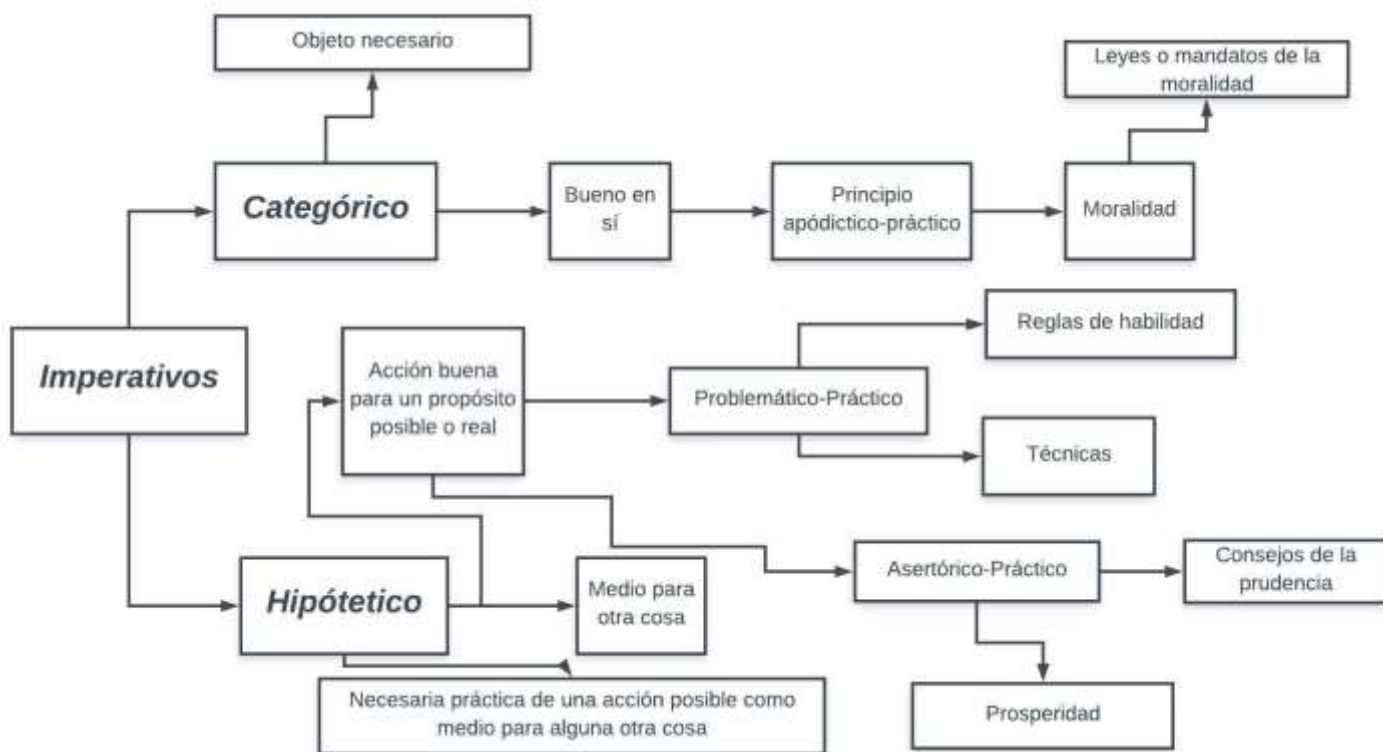 Objeto necesario
Leyes o mandatos de la
moralidad
Categórico
Bueno en
sí
Principio
apódictico-práctico
Moralidad
Imperativos
Acción buena
para un propósito
posible o real
Problemático-Práctico
Reglas de habilidad
Técnicas
Hipótetico
Medio para
otra cosa
Asertórico-Práctico
Consejos de la
prudencia
Necesaria práctica de una acción posible como
medio para alguna otra cosa
Prosperidad